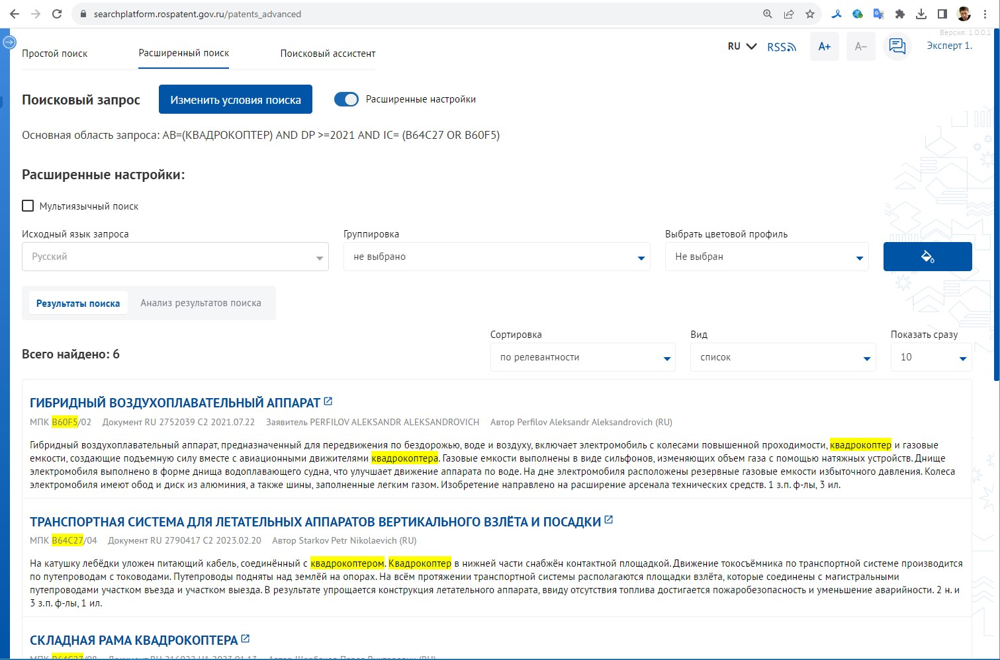 searchplatform.rospatent.gov.ru/patents_advanced
Версия: 1.0.0.1
Простой поиск
Расширенный поиск
Поисковый ассистент
RU
RSS
A+
A−
Эксперт 1.
Поисковый запрос
Изменить условия поиска
Расширенные настройки
Основная область запроса: AB=(КВАДРОКОПТЕР) AND DP >=2021 AND IC= (B64C27 OR B60F5)
Расширенные настройки:
Мультиязычный поиск
Исходный язык запроса
Группировка
Выбрать цветовой профиль
Русский
не выбрано
Не выбран
Результаты поиска
Анализ результатов поиска
Сортировка
Вид
Показать сразу
Всего найдено: 6
по релевантности
список
10
ГИБРИДНЫЙ ВОЗДУХОПЛАВАТЕЛЬНЫЙ АППАРАТ
МПК B60F5/02 Документ RU 2752039 C2 2021.07.22 Заявитель PERFILOV ALEKSANDR ALEKSANDROVICH Автор Perfilov Aleksandr Aleksandrovich (RU)
Гибридный воздухоплавательный аппарат, предназначенный для передвижения по бездорожью, воде и воздуху, включает электромобиль с колесами повышенной проходимости, квадрокоптер и газовые
емкости, создающие подъемную силу вместе с авиационными движителями квадрокоптера. Газовые емкости выполнены в виде сильфонов, изменяющих объем газа с помощью натяжных устройств. Днище
электромобиля выполнено в форме днища водоплавающего судна, что улучшает движение аппарата по воде. На дне электромобиля расположены резервные газовые емкости избыточного давления. Колеса
электромобиля имеют обод и диск из алюминия, а также шины, заполненные легким газом. Изобретение направлено на расширение арсенала технических средств. 1 з.п. ф-лы, 3 ил.
ТРАНСПОРТНАЯ СИСТЕМА ДЛЯ ЛЕТАТЕЛЬНЫХ АППАРАТОВ ВЕРТИКАЛЬНОГО ВЗЛЁТА И ПОСАДКИ
МПК B64C27/04 Документ RU 2790417 C2 2023.02.20 Автор Starkov Petr Nikolaevich (RU)
На катушку лебёдки уложен питающий кабель, соединённый с квадрокоптером. Квадрокоптер в нижней части снабжён контактной площадкой. Движение токосъёмника по транспортной системе производится
по путепроводам с тоководами. Путепроводы подняты над землёй на опорах. На всём протяжении транспортной системы располагаются площадки взлёта, которые соединены с магистральными
путепроводами участком въезда и участком выезда. В результате упрощается конструкция летательного аппарата, ввиду отсутствия топлива достигается пожаробезопасность и уменьшение аварийности. 2 н. и
3 з.п. ф-лы, 1 ил.
СКЛАДНАЯ РАМА КВАДРОКОПТЕРА
МПК B64C27/08 Документ RU 216022 U1 2023.01.13 Автор